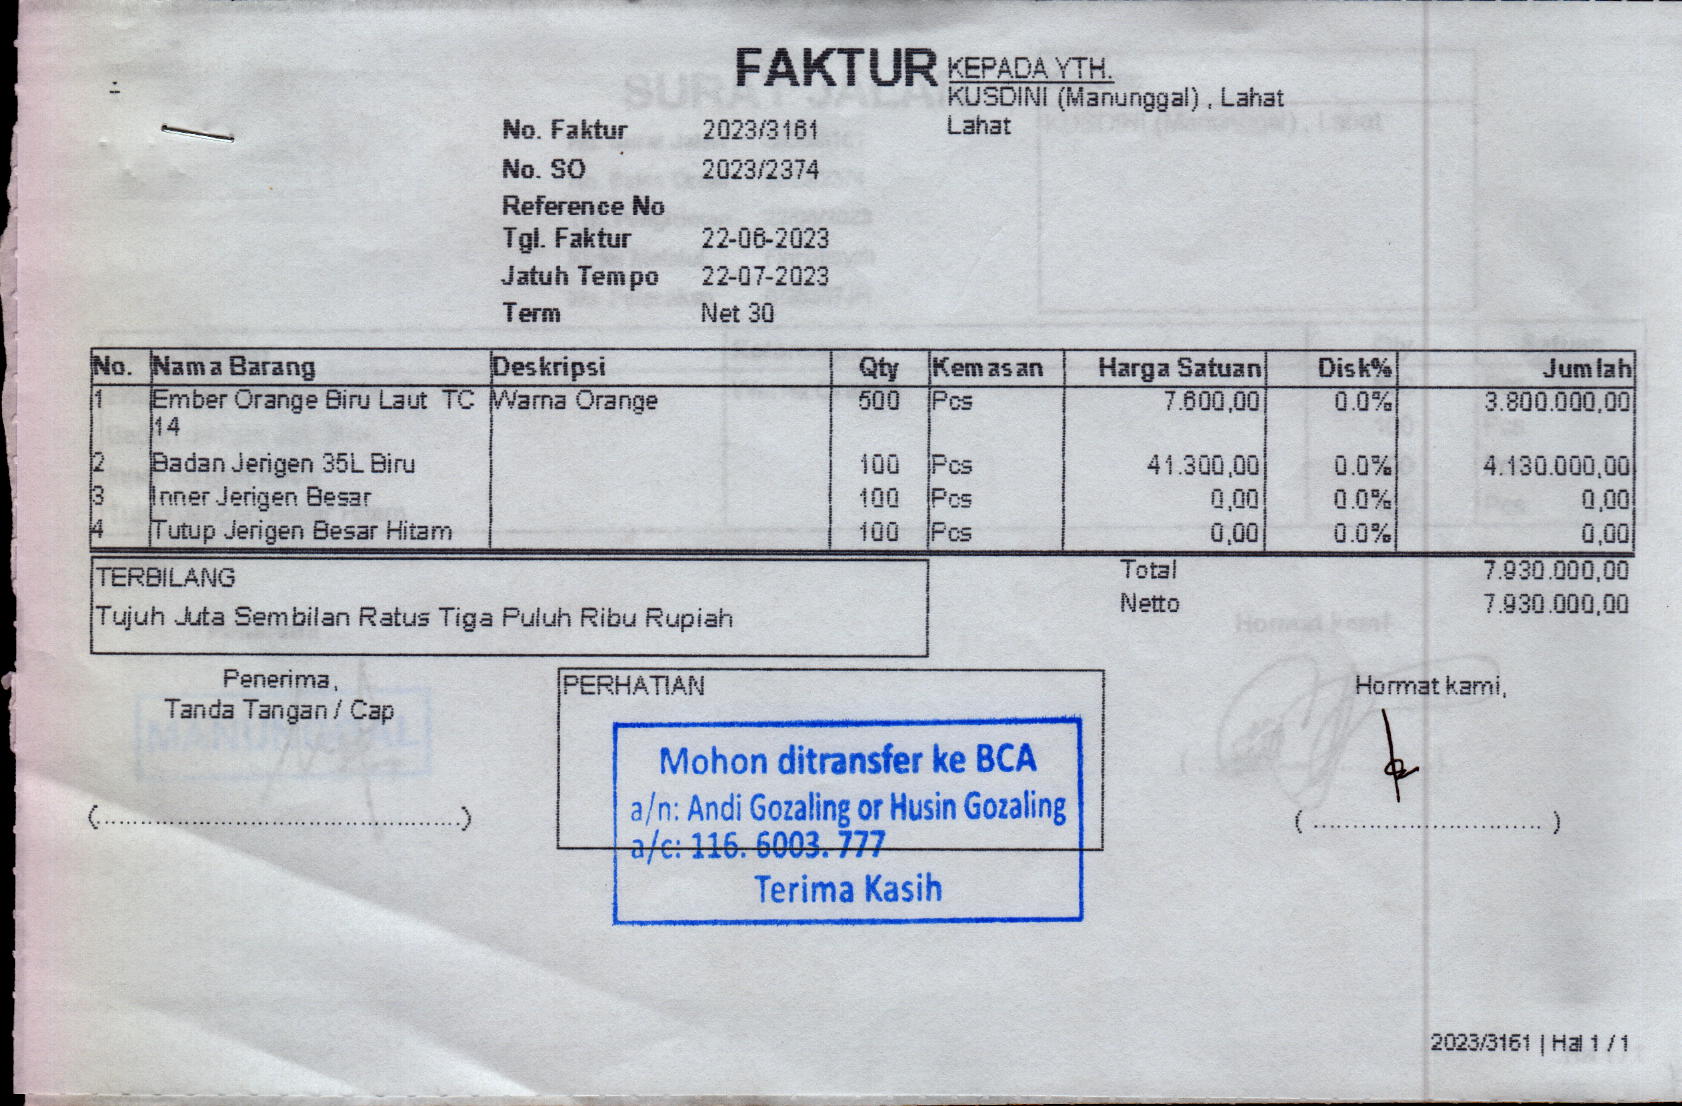 FAKTUR
KEPADA YTH.
KUSDINI (Manunggal) , Lahat
Lahat
No. Faktur 2023/3161
No. SO 2023/2374
Reference No
Tgl. Faktur 22-06-2023
Jatuh Tempo 22-07-2023
Term Net 30
No. Nama Barang Deskripsi Qty Kemasan Harga Satuan Disk% Jumlah
1 Ember Orange Biru Laut TC Warna Orange 500 Pcs 7.600,00 0.0% 3.800.000,00
14
2 Badan Jerigen 35L Biru 100 Pcs 41.300,00 0.0% 4.130.000,00
3 Inner Jerigen Besar 100 Pcs 0,00 0.0% 0,00
4 Tutup Jerigen Besar Hitam 100 Pcs 0,00 0.0% 0,00
TERBILANG
Tujuh Juta Sembilan Ratus Tiga Puluh Ribu Rupiah
Total 7.930.000,00
Netto 7.930.000,00
Penerima,
Tanda Tangan / Cap
(..........................................)
PERHATIAN
Mohon ditransfer ke BCA
a/n: Andi Gozaling or Husin Gozaling
a/c: 116. 6003. 777
Terima Kasih
Hormat kami,
( ............................ )
MANUNGGAL
2023/3161 | Hal 1 / 1